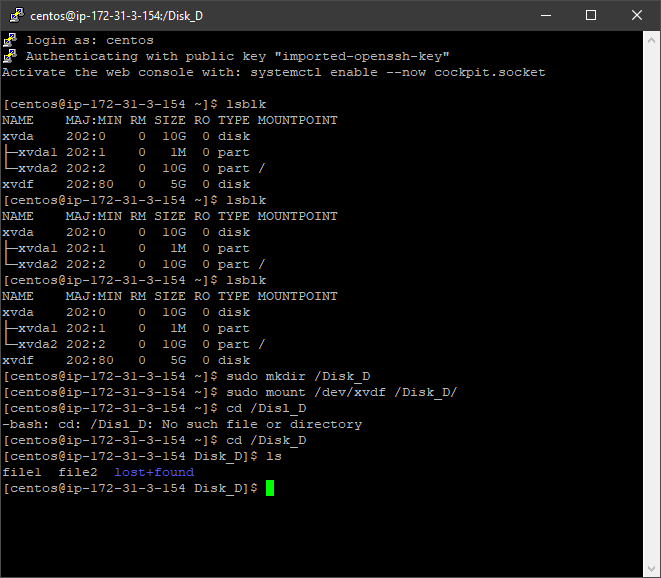 centos@ip-172-31-3-154:/Disk_D
login as: centos
Authenticating with public key "imported-openssh-key"
Activate the web console with: systemctl enable --now cockpit.socket

[centos@ip-172-31-3-154 ~]$ lsblk
NAME    MAJ:MIN RM SIZE RO TYPE MOUNTPOINT
xvda    202:0    0  10G  0 disk
├─xvda1 202:1    0   1M  0 part
└─xvda2 202:2    0  10G  0 part /
xvdf    202:80   0   5G  0 disk
[centos@ip-172-31-3-154 ~]$ lsblk
NAME    MAJ:MIN RM SIZE RO TYPE MOUNTPOINT
xvda    202:0    0  10G  0 disk
├─xvda1 202:1    0   1M  0 part
└─xvda2 202:2    0  10G  0 part /
[centos@ip-172-31-3-154 ~]$ lsblk
NAME    MAJ:MIN RM SIZE RO TYPE MOUNTPOINT
xvda    202:0    0  10G  0 disk
├─xvda1 202:1    0   1M  0 part
└─xvda2 202:2    0  10G  0 part /
xvdf    202:80   0   5G  0 disk
[centos@ip-172-31-3-154 ~]$ sudo mkdir /Disk_D
[centos@ip-172-31-3-154 ~]$ sudo mount /dev/xvdf /Disk_D/
[centos@ip-172-31-3-154 ~]$ cd /Disl_D
-bash: cd: /Disl_D: No such file or directory
[centos@ip-172-31-3-154 ~]$ cd /Disk_D
[centos@ip-172-31-3-154 Disk_D]$ ls
file1  file2  lost+found
[centos@ip-172-31-3-154 Disk_D]$